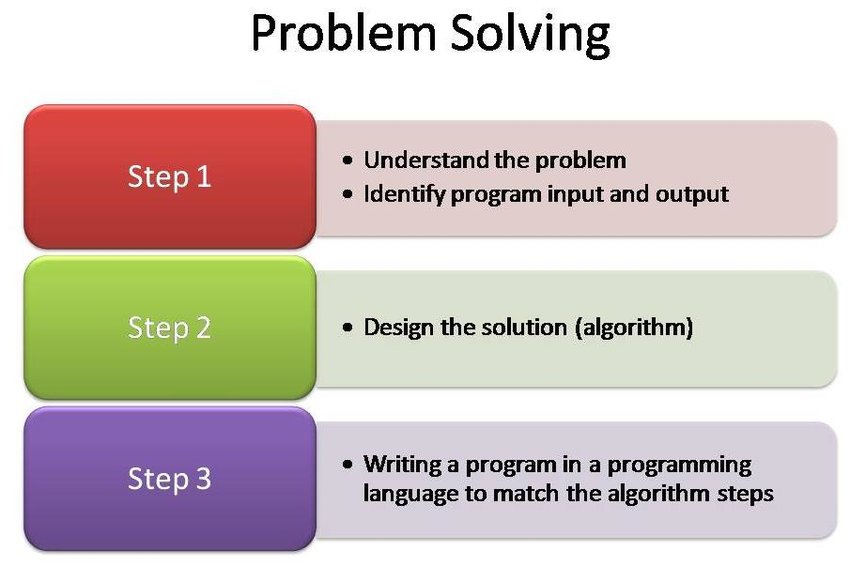 Problem Solving
Step 1
• Understand the problem
• Identify program input and output
Step 2
• Design the solution (algorithm)
Step 3
• Writing a program in a programming
language to match the algorithm steps